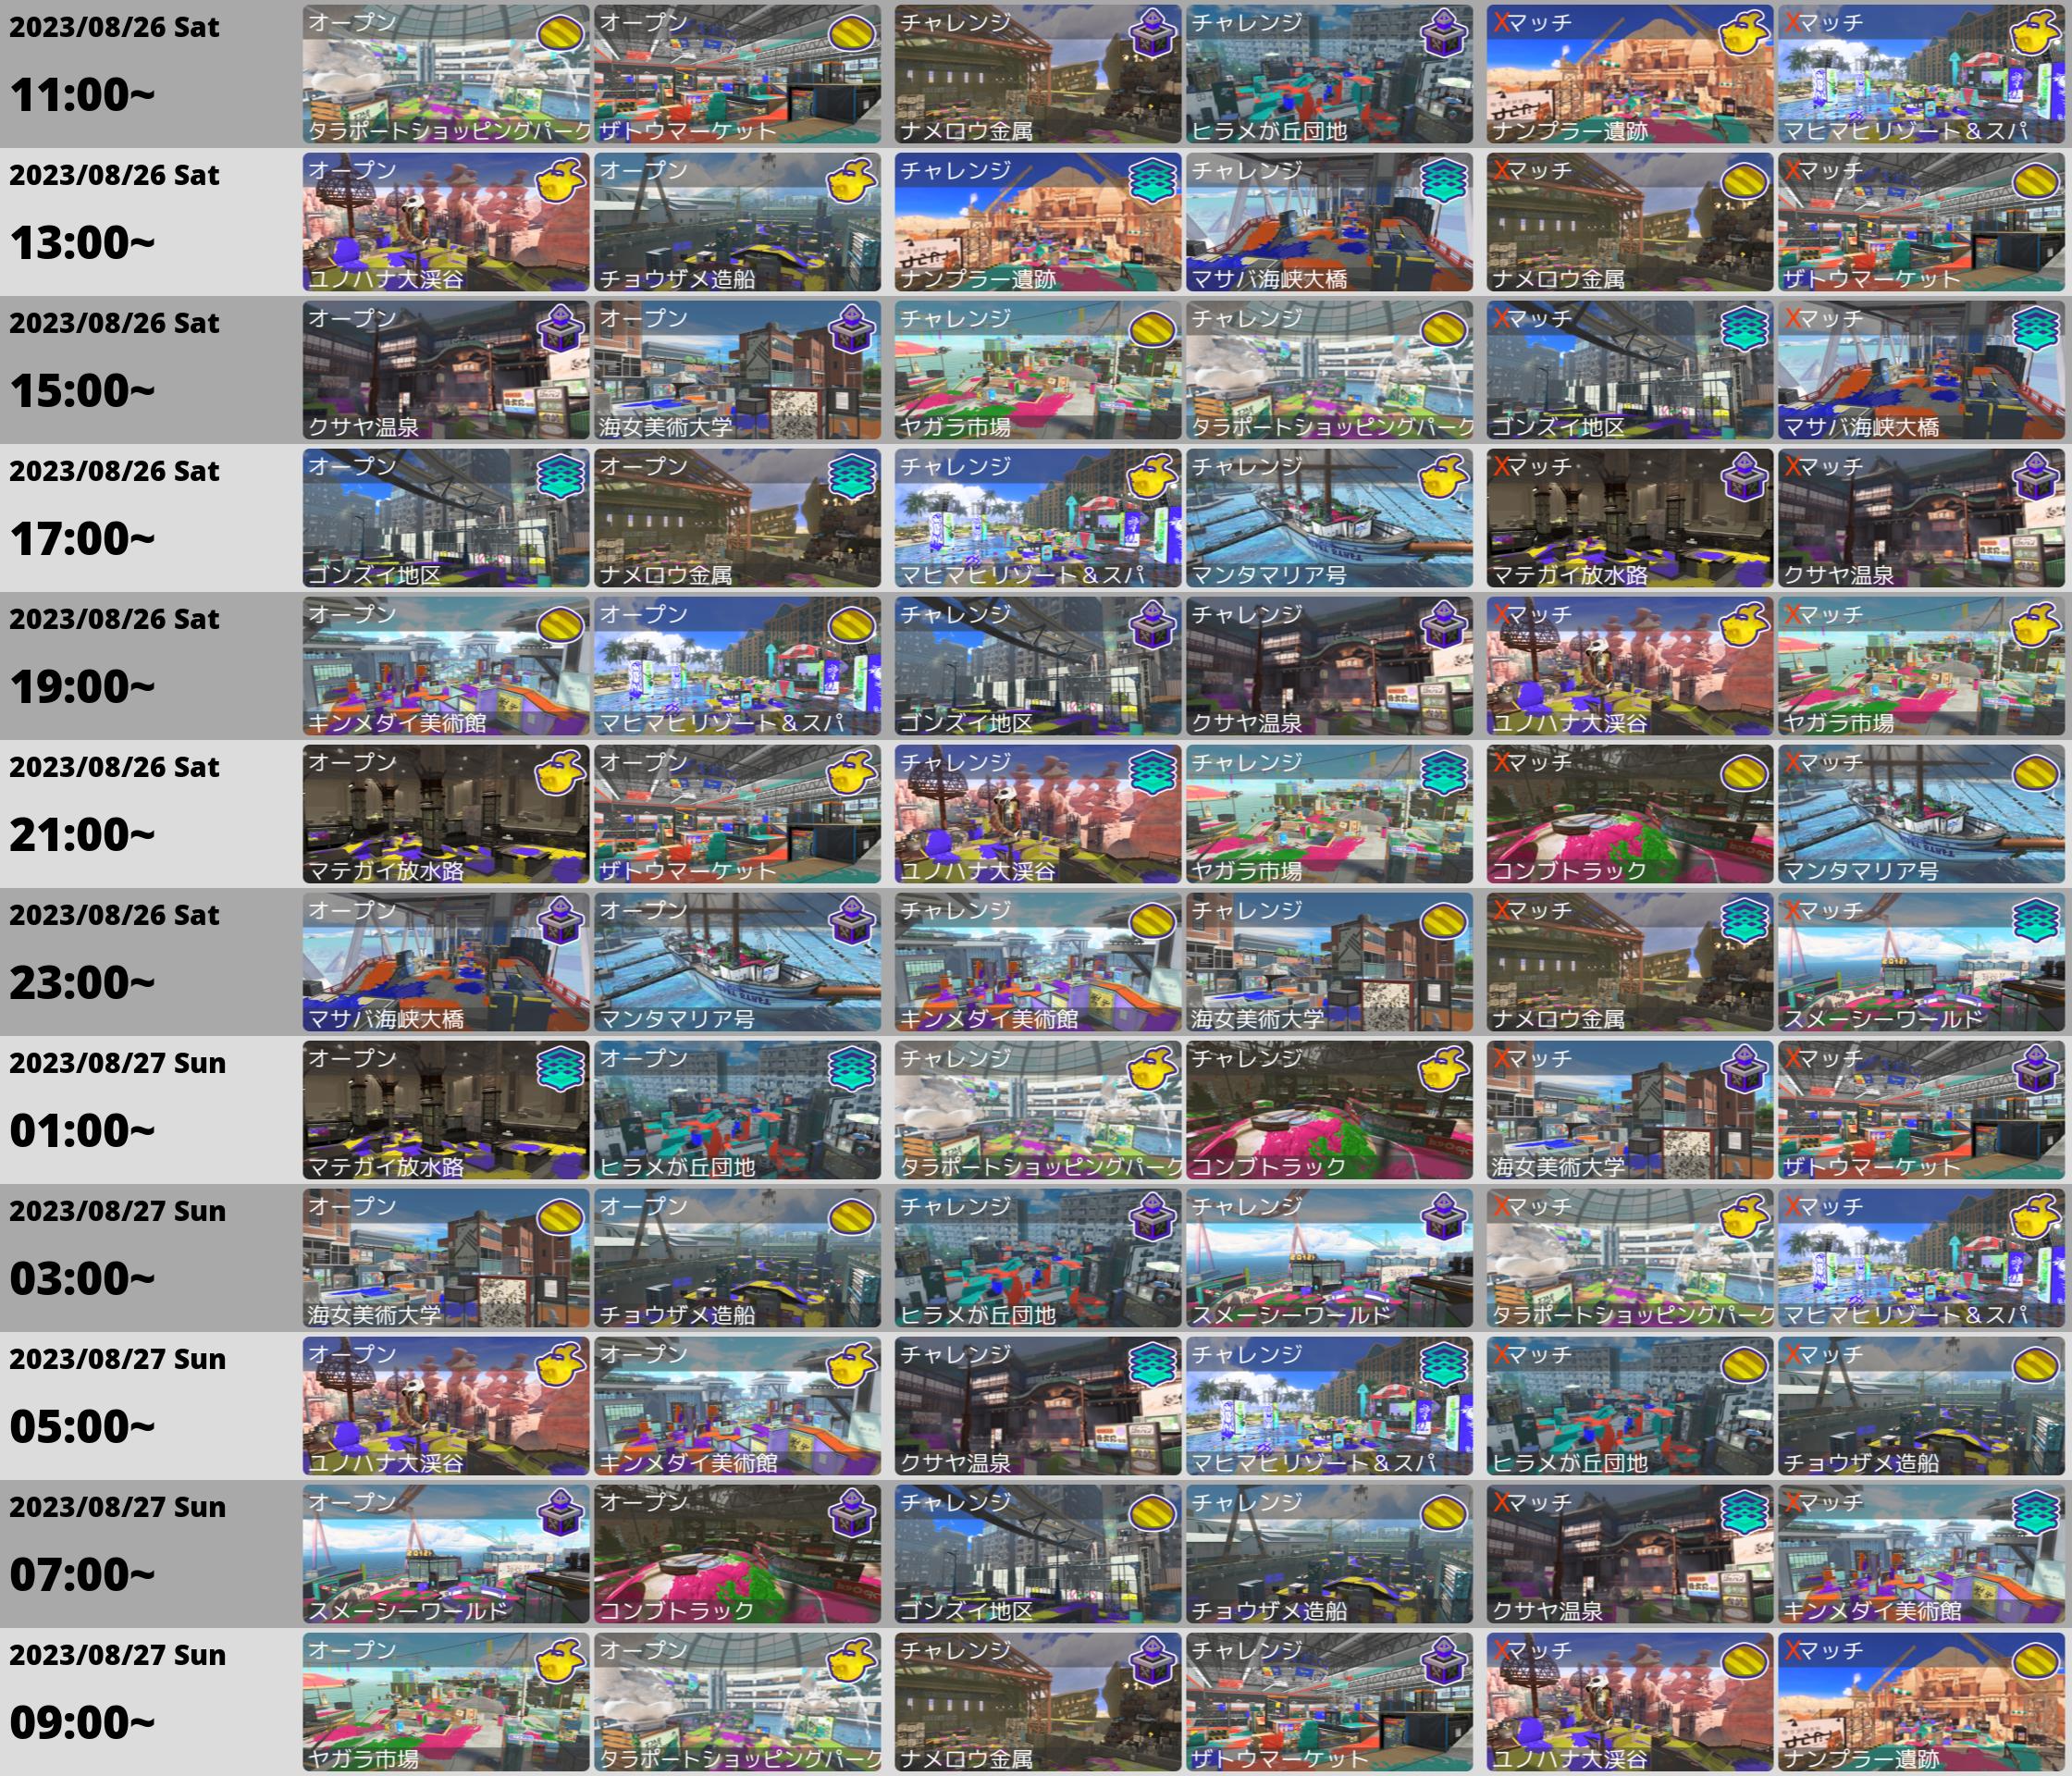 2023/08/26 Sat
11:00~
オープン オープン チャレンジ チャレンジ Xマッチ Xマッチ
タラポートショッピングパーク ザトウマーケット ナメロウ金属 ヒラメが丘団地 ナンプラー遺跡 マヒマヒリゾート＆スパ
2023/08/26 Sat
13:00~
オープン オープン チャレンジ チャレンジ Xマッチ Xマッチ
ユノハナ大渓谷 チョウザメ造船 ナンプラー遺跡 マサバ海峡大橋 ナメロウ金属 ザトウマーケット
2023/08/26 Sat
15:00~
オープン オープン チャレンジ チャレンジ Xマッチ Xマッチ
クサヤ温泉 海女美術大学 ヤガラ市場 タラポートショッピングパーク ゴンズイ地区 マサバ海峡大橋
2023/08/26 Sat
17:00~
オープン オープン チャレンジ チャレンジ Xマッチ Xマッチ
ゴンズイ地区 ナメロウ金属 マヒマヒリゾート＆スパ マンタマリア号 マテガイ放水路 クサヤ温泉
2023/08/26 Sat
19:00~
オープン オープン チャレンジ チャレンジ Xマッチ Xマッチ
キンメダイ美術館 マヒマヒリゾート＆スパ ゴンズイ地区 クサヤ温泉 ユノハナ大渓谷 ヤガラ市場
2023/08/26 Sat
21:00~
オープン オープン チャレンジ チャレンジ Xマッチ Xマッチ
マテガイ放水路 ザトウマーケット ユノハナ大渓谷 ヤガラ市場 コンブトラック マンタマリア号
2023/08/26 Sat
23:00~
オープン オープン チャレンジ チャレンジ Xマッチ Xマッチ
マサバ海峡大橋 マンタマリア号 キンメダイ美術館 海女美術大学 ナメロウ金属 スメーシーワールド
2023/08/27 Sun
01:00~
オープン オープン チャレンジ チャレンジ Xマッチ Xマッチ
マテガイ放水路 ヒラメが丘団地 タラポートショッピングパーク コンブトラック 海女美術大学 ザトウマーケット
2023/08/27 Sun
03:00~
オープン オープン チャレンジ チャレンジ Xマッチ Xマッチ
海女美術大学 チョウザメ造船 ヒラメが丘団地 スメーシーワールド タラポートショッピングパーク マヒマヒリゾート＆スパ
2023/08/27 Sun
05:00~
オープン オープン チャレンジ チャレンジ Xマッチ Xマッチ
ユノハナ大渓谷 キンメダイ美術館 クサヤ温泉 マヒマヒリゾート＆スパ ヒラメが丘団地 チョウザメ造船
2023/08/27 Sun
07:00~
オープン オープン チャレンジ チャレンジ Xマッチ Xマッチ
スメーシーワールド コンブトラック ゴンズイ地区 チョウザメ造船 クサヤ温泉 キンメダイ美術館
2023/08/27 Sun
09:00~
オープン オープン チャレンジ チャレンジ Xマッチ Xマッチ
ヤガラ市場 タラポートショッピングパーク ナメロウ金属 ザトウマーケット ユノハナ大渓谷 ナンプラー遺跡